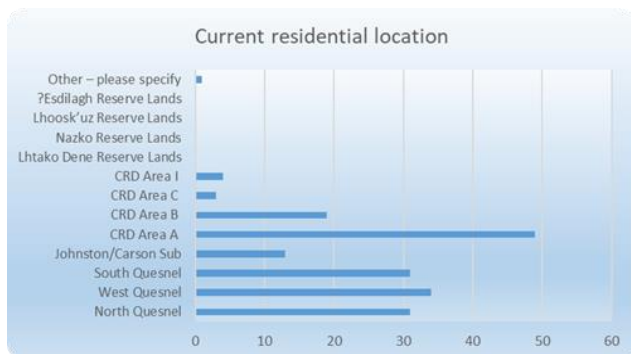 Current residential location
Other – please specify
?Esdilagh Reserve Lands
Lhoosk'uz Reserve Lands
Nazko Reserve Lands
Lhtako Dene Reserve Lands
CRD Area I
CRD Area C
CRD Area B
CRD Area A
Johnston/Carson Sub
South Quesnel
West Quesnel
North Quesnel
0 10 20 30 40 50 60